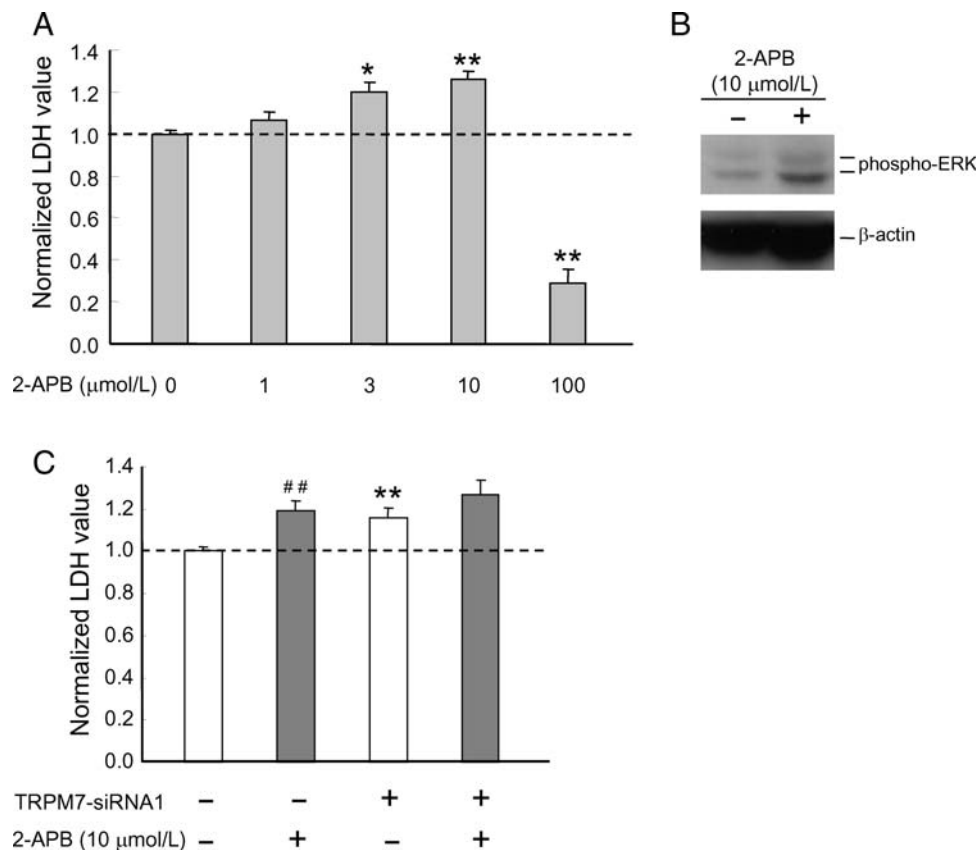 A
Normalized LDH value
1.4
1.2
1.0
0.8
0.6
0.4
0.2
0.0
* ** **
2-APB (μmol/L) 0 1 3 10 100
B
2-APB
(10 μmol/L)
– +
phospho-ERK
β-actin
C
Normalized LDH value
1.4
1.2
1.0
0.8
0.6
0.4
0.2
0.0
## **
TRPM7-siRNA1 – – + +
2-APB (10 μmol/L) – + – +